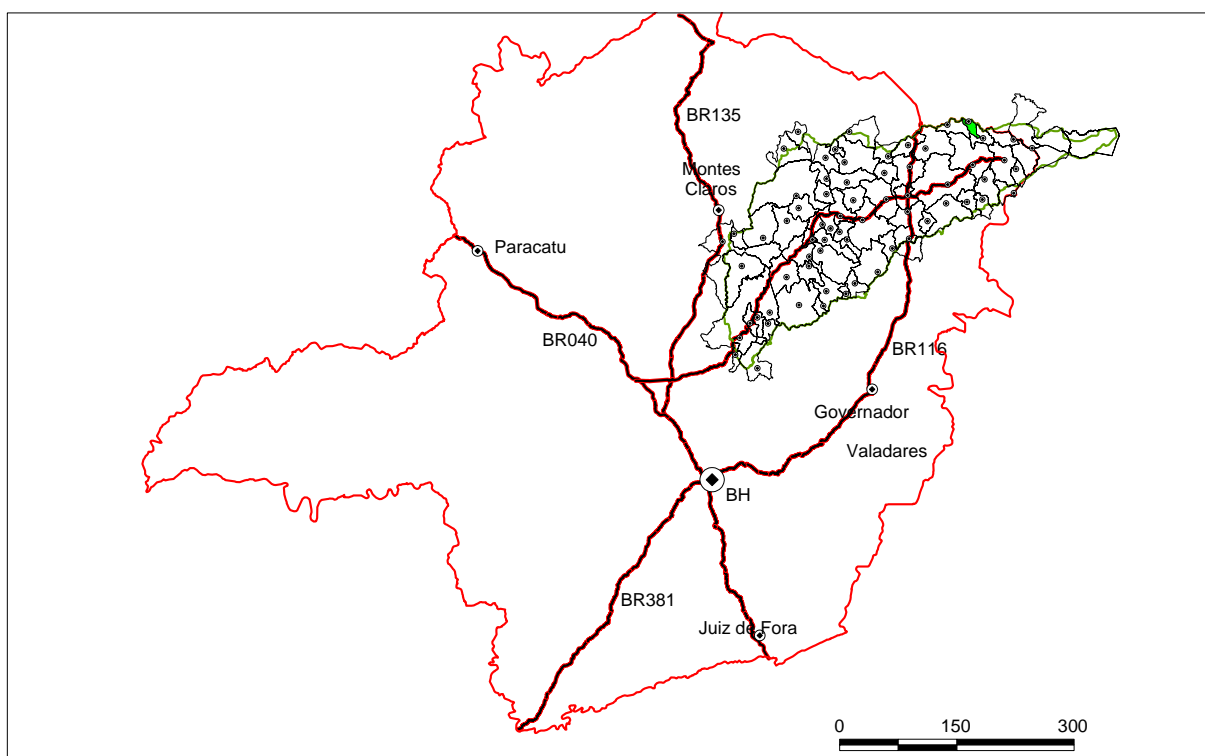 BR135
Montes
Claros
Paracatu
BR040
BR116
Governador
Valadares
BH
BR381
Juiz de Fora
0 150 300